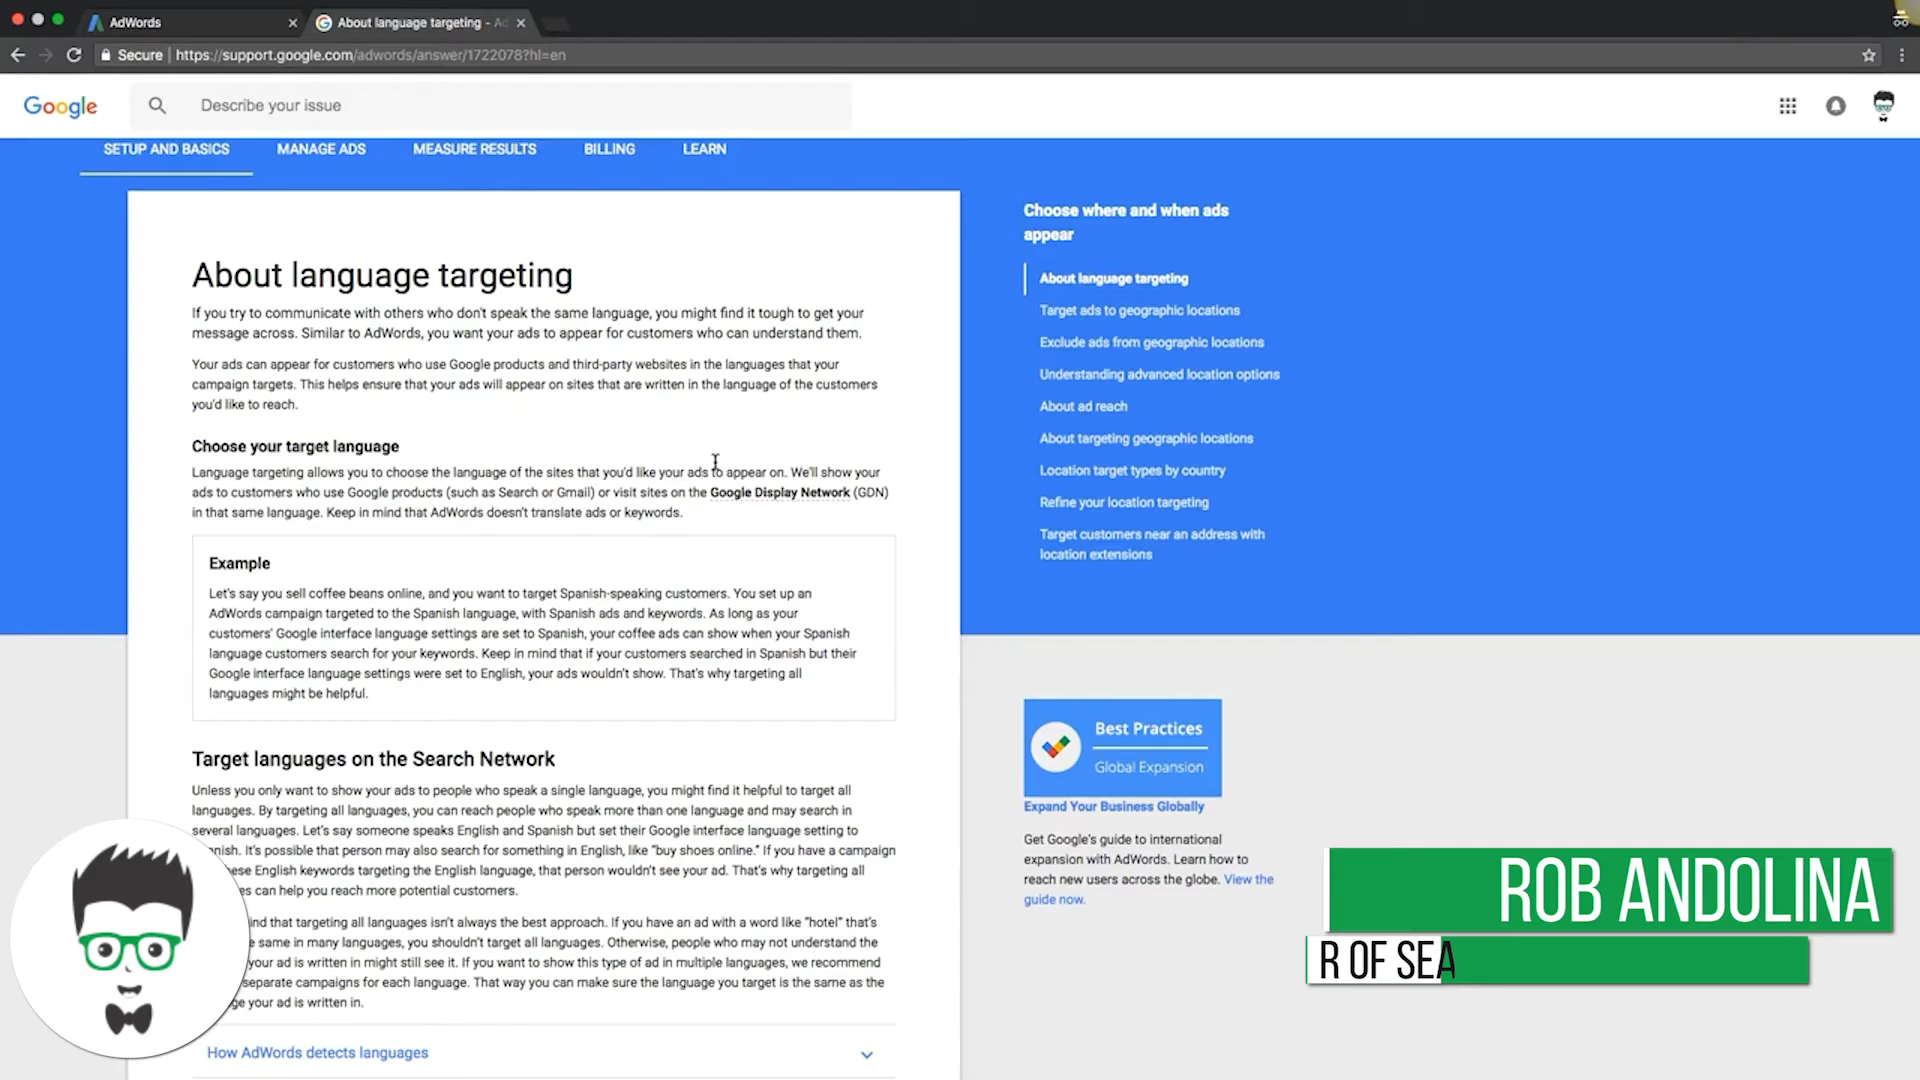 AdWords
About language targeting - Ad
Secure
https://support.google.com/adwords/answer/1722078?hl=en
Google
Describe your issue
SETUP AND BASICS
MANAGE ADS
MEASURE RESULTS
BILLING
LEARN
About language targeting
If you try to communicate with others who don't speak the same language, you might find it tough to get your
message across. Similar to AdWords, you want your ads to appear for customers who can understand them.
Your ads can appear for customers who use Google products and third-party websites in the languages that your
campaign targets. This helps ensure that your ads will appear on sites that are written in the language of the customers
you'd like to reach.
Choose your target language
Language targeting allows you to choose the language of the sites that you'd like your ads to appear on. We'll show your
ads to customers who use Google products (such as Search or Gmail) or visit sites on the Google Display Network (GDN)
in that same language. Keep in mind that AdWords doesn't translate ads or keywords.
Example
Let's say you sell coffee beans online, and you want to target Spanish-speaking customers. You set up an
AdWords campaign targeted to the Spanish language, with Spanish ads and keywords. As long as your
customers' Google interface language settings are set to Spanish, your coffee ads can show when your Spanish
language customers search for your keywords. Keep in mind that if your customers searched in Spanish but their
Google interface language settings were set to English, your ads wouldn't show. That's why targeting all
languages might be helpful.
Target languages on the Search Network
Unless you only want to show your ads to people who speak a single language, you might find it helpful to target all
languages. By targeting all languages, you can reach people who speak more than one language and may search in
several languages. Let's say someone speaks English and Spanish but set their Google interface language setting to
nish. It's possible that person may also search for something in English, like "buy shoes online." If you have a campaign
ese English keywords targeting the English language, that person wouldn't see your ad. That's why targeting all
es can help you reach more potential customers.
ind that targeting all languages isn't always the best approach. If you have an ad with a word like "hotel" that's
e same in many languages, you shouldn't target all languages. Otherwise, people who may not understand the
your ad is written in might still see it. If you want to show this type of ad in multiple languages, we recommend
separate campaigns for each language. That way you can make sure the language you target is the same as the
ge your ad is written in.
How AdWords detects languages
Choose where and when ads
appear
About language targeting
Target ads to geographic locations
Exclude ads from geographic locations
Understanding advanced location options
About ad reach
About targeting geographic locations
Location target types by country
Refine your location targeting
Target customers near an address with
location extensions
Best Practices
Global Expansion
Expand Your Business Globally
Get Google's guide to international
expansion with AdWords. Learn how to
reach new users across the globe. View the
guide now.
ROB ANDOLINA
R OF SEA